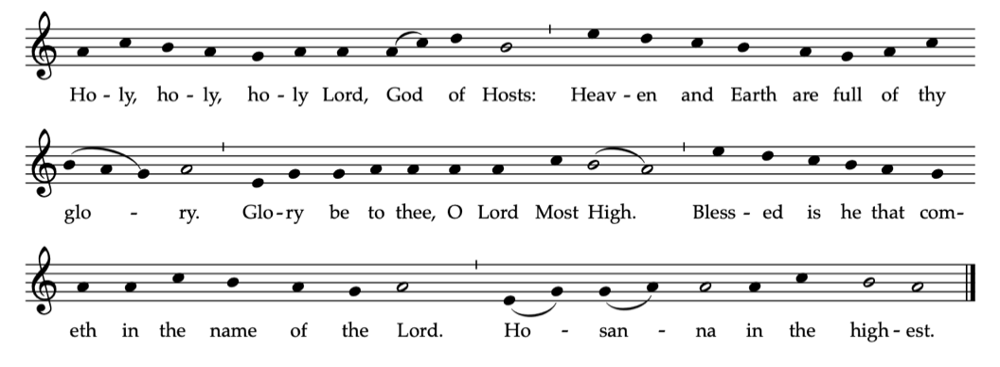 Ho - ly, ho - ly, ho - ly Lord, God of Hosts: Heav - en and Earth are full of thy
glo - ry. Glo - ry be to thee, O Lord Most High. Bless - ed is he that com-
eth in the name of the Lord. Ho - san - na in the high - est.